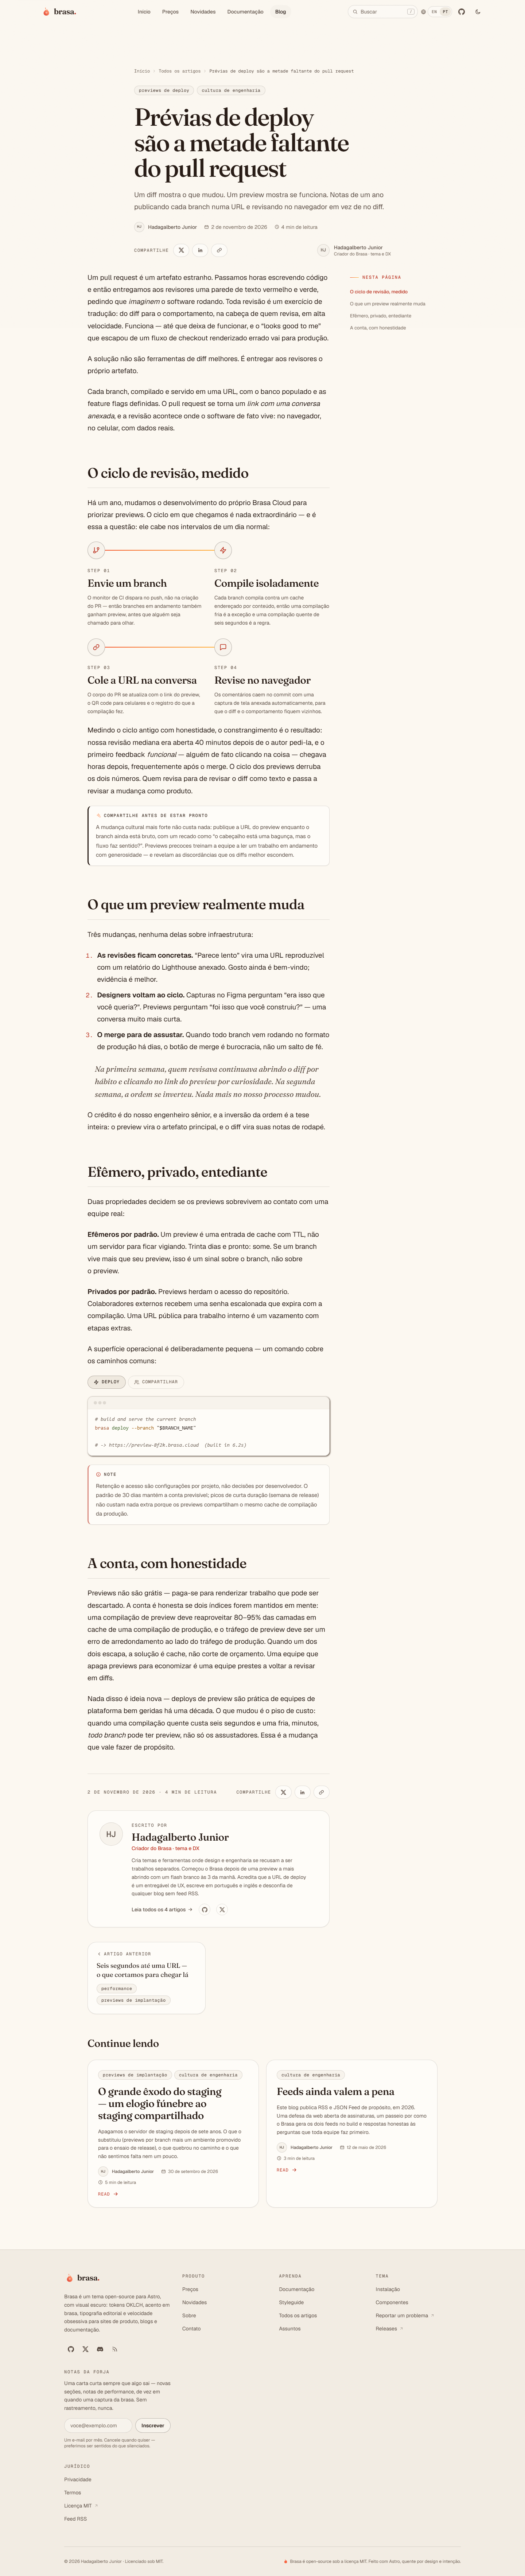 brasa.
Início
Preços
Novidades
Documentação
Blog
Buscar
/
EN
PT
Início › Todos os artigos › Prévias de deploy são a metade faltante do pull request
previews de deploy
cultura de engenharia
Prévias de deploy
são a metade faltante
do pull request
Um diff mostra o que mudou. Um preview mostra se funciona. Notas de um ano
publicando cada branch numa URL e revisando no navegador em vez de no diff.
HJ
Hadagalberto Junior
2 de novembro de 2026
4 min de leitura
COMPARTILHE
HJ
Hadagalberto Junior
Criador do Brasa · tema e DX
Um pull request é um artefato estranho. Passamos horas escrevendo código
e então entregamos aos revisores uma parede de texto vermelho e verde,
pedindo que imaginem o software rodando. Toda revisão é um exercício de
tradução: do diff para o comportamento, na cabeça de quem revisa, em alta
velocidade. Funciona — até que deixa de funcionar, e o “looks good to me”
que escapou de um fluxo de checkout renderizado errado vai para produção.
A solução não são ferramentas de diff melhores. É entregar aos revisores o
próprio artefato.
Cada branch, compilado e servido em uma URL, com o banco populado e as
feature flags definidas. O pull request se torna um link com uma conversa
anexada, e a revisão acontece onde o software de fato vive: no navegador,
no celular, com dados reais.
NESTA PÁGINA
O ciclo de revisão, medido
O que um preview realmente muda
Efêmero, privado, entediante
A conta, com honestidade
O ciclo de revisão, medido
Há um ano, mudamos o desenvolvimento do próprio Brasa Cloud para
priorizar previews. O ciclo em que chegamos é nada extraordinário — e é
essa a questão: ele cabe nos intervalos de um dia normal:
STEP 01
Envie um branch
O monitor de CI dispara no push, não na criação
do PR — então branches em andamento também
ganham preview, antes que alguém seja
chamado para olhar.
STEP 02
Compile isoladamente
Cada branch compila contra um cache
endereçado por conteúdo, então uma compilação
fria é a exceção e uma compilação quente de
seis segundos é a regra.
STEP 03
Cole a URL na conversa
O corpo do PR se atualiza com o link do preview,
o QR code para celulares e o registro do que a
compilação fez.
STEP 04
Revise no navegador
Os comentários caem no commit com uma
captura de tela anexada automaticamente, para
que o diff e o comportamento fiquem vizinhos.
Medindo o ciclo antigo com honestidade, o constrangimento é o resultado:
nossa revisão mediana era aberta 40 minutos depois de o autor pedi-la, e o
primeiro feedback funcional — alguém de fato clicando na coisa — chegava
horas depois, frequentemente após o merge. O ciclo dos previews derruba
os dois números. Quem revisa para de revisar o diff como texto e passa a
revisar a mudança como produto.
COMPARTILHE ANTES DE ESTAR PRONTO
A mudança cultural mais forte não custa nada: publique a URL do preview enquanto o
branch ainda está bruto, com um recado como “o cabeçalho está uma bagunça, mas o
fluxo faz sentido?”. Previews precoces treinam a equipe a ler um trabalho em andamento
com generosidade — e revelam as discordâncias que os diffs melhor escondem.
O que um preview realmente muda
Três mudanças, nenhuma delas sobre infraestrutura:
1. As revisões ficam concretas. “Parece lento” vira uma URL reproduzível
com um relatório do Lighthouse anexado. Gosto ainda é bem-vindo;
evidência é melhor.
2. Designers voltam ao ciclo. Capturas no Figma perguntam “era isso que
você queria?”. Previews perguntam “foi isso que você construiu?” — uma
conversa muito mais curta.
3. O merge para de assustar. Quando todo branch vem rodando no formato
de produção há dias, o botão de merge é burocracia, não um salto de fé.
Na primeira semana, quem revisava continuava abrindo o diff por
hábito e clicando no link do preview por curiosidade. Na segunda
semana, a ordem se inverteu. Nada mais no nosso processo mudou.
O crédito é do nosso engenheiro sênior, e a inversão da ordem é a tese
inteira: o preview vira o artefato principal, e o diff vira suas notas de rodapé.
Efêmero, privado, entediante
Duas propriedades decidem se os previews sobrevivem ao contato com uma
equipe real:
Efêmeros por padrão. Um preview é uma entrada de cache com TTL, não
um servidor para ficar vigiando. Trinta dias e pronto: some. Se um branch
vive mais que seu preview, isso é um sinal sobre o branch, não sobre
o preview.
Privados por padrão. Previews herdam o acesso do repositório.
Colaboradores externos recebem uma senha escalonada que expira com a
compilação. Uma URL pública para trabalho interno é um vazamento com
etapas extras.
A superfície operacional é deliberadamente pequena — um comando cobre
os caminhos comuns:
DEPLOY
COMPARTILHAR
# build and serve the current branch
brasa deploy --branch "$BRANCH_NAME"
# -> https://preview-8f2k.brasa.cloud (built in 6.2s)
NOTE
Retenção e acesso são configurações por projeto, não decisões por desenvolvedor: O
padrão de 30 dias mantém a conta previsível; picos de curta duração (semana de release)
não custam nada extra porque os previews compartilham o mesmo cache de compilação
da produção.
A conta, com honestidade
Previews não são grátis — paga-se para renderizar trabalho que pode ser
descartado. A conta é honesta se dois índices forem mantidos em mente:
uma compilação de preview deve reaproveitar 80–95% das camadas em
cache de uma compilação de produção, e o tráfego de preview deve ser um
erro de arredondamento ao lado do tráfego de produção. Quando um dos
dois escapa, a solução é cache, não corte de orçamento. Uma equipe que
apaga previews para economizar é uma equipe prestes a voltar a revisar
em diffs.
Nada disso é ideia nova — deploys de preview são prática de equipes de
plataforma bem geridas há uma década. O que mudou é o piso de custo:
quando uma compilação quente custa seis segundos e uma fria, minutos,
todo branch pode ter preview, não só os assustadores. Essa é a mudança
que vale fazer de propósito.
2 DE NOVEMBRO DE 2026 · 4 MIN DE LEITURA
COMPARTILHE
HJ
ESCRITO POR
Hadagalberto Junior
Criador do Brasa · tema e DX
Cria temas e ferramentas onde design e engenharia se recusam a ser
trabalhos separados. Começou o Brasa depois de uma preview a mais
abrindo com um flash branco às 3 da manhã. Acredita que a URL de deploy
é um entregável de UX, escreve em português e inglês e desconfia de
qualquer blog sem feed RSS.
Leia todos os 4 artigos →
ARTIGO ANTERIOR
Seis segundos até uma URL —
o que cortamos para chegar lá
performance
previews de implantação
Continue lendo
previews de implantação
cultura de engenharia
O grande êxodo do staging
— um elogio fúnebre ao
staging compartilhado
Apagamos o servidor de staging depois de sete anos. O que o
substituiu (previews por branch mais um ambiente promovido
para o ensaio de release), o que quebrou no caminho e o que
não sentimos falta nem um pouco.
HJ
Hadagalberto Junior
30 de setembro de 2026
5 min de leitura
READ →
cultura de engenharia
Feeds ainda valem a pena
Este blog publica RSS e JSON Feed de propósito, em 2026.
Uma defesa da web aberta de assinaturas, um passeio por como
o Brasa gera os dois feeds no build e respostas honestas às
perguntas que toda equipe faz primeiro.
HJ
Hadagalberto Junior
12 de maio de 2026
3 min de leitura
READ →
brasa.
Brasa é um tema open-source para Astro,
com visual escuro: tokens OKLCH, acento em
brasa, tipografia editorial e velocidade
obsessiva para sites de produto, blogs e
documentação.
PRODUTO
Preços
Novidades
Sobre
Contato
APRENDA
Documentação
Styleguide
Todos os artigos
Assuntos
TEMA
Instalação
Componentes
Reportar um problema ↗
Releases ↗
NOTAS DA FORJA
Uma carta curta sempre que algo sai — novas
seções, notas de performance, de vez em
quando uma captura da brasa. Sem
rastreamento, nunca.
voce@exemplo.com
Inscrever
Um e-mail por mês. Cancele quando quiser —
preferimos ser sentidos do que silenciados.
JURÍDICO
Privacidade
Termos
Licença MIT ↗
Feed RSS
© 2026 Hadagalberto Junior · Licenciado sob MIT.
Brasa é open-source sob a licença MIT. Feito com Astro, quente por design e intenção.